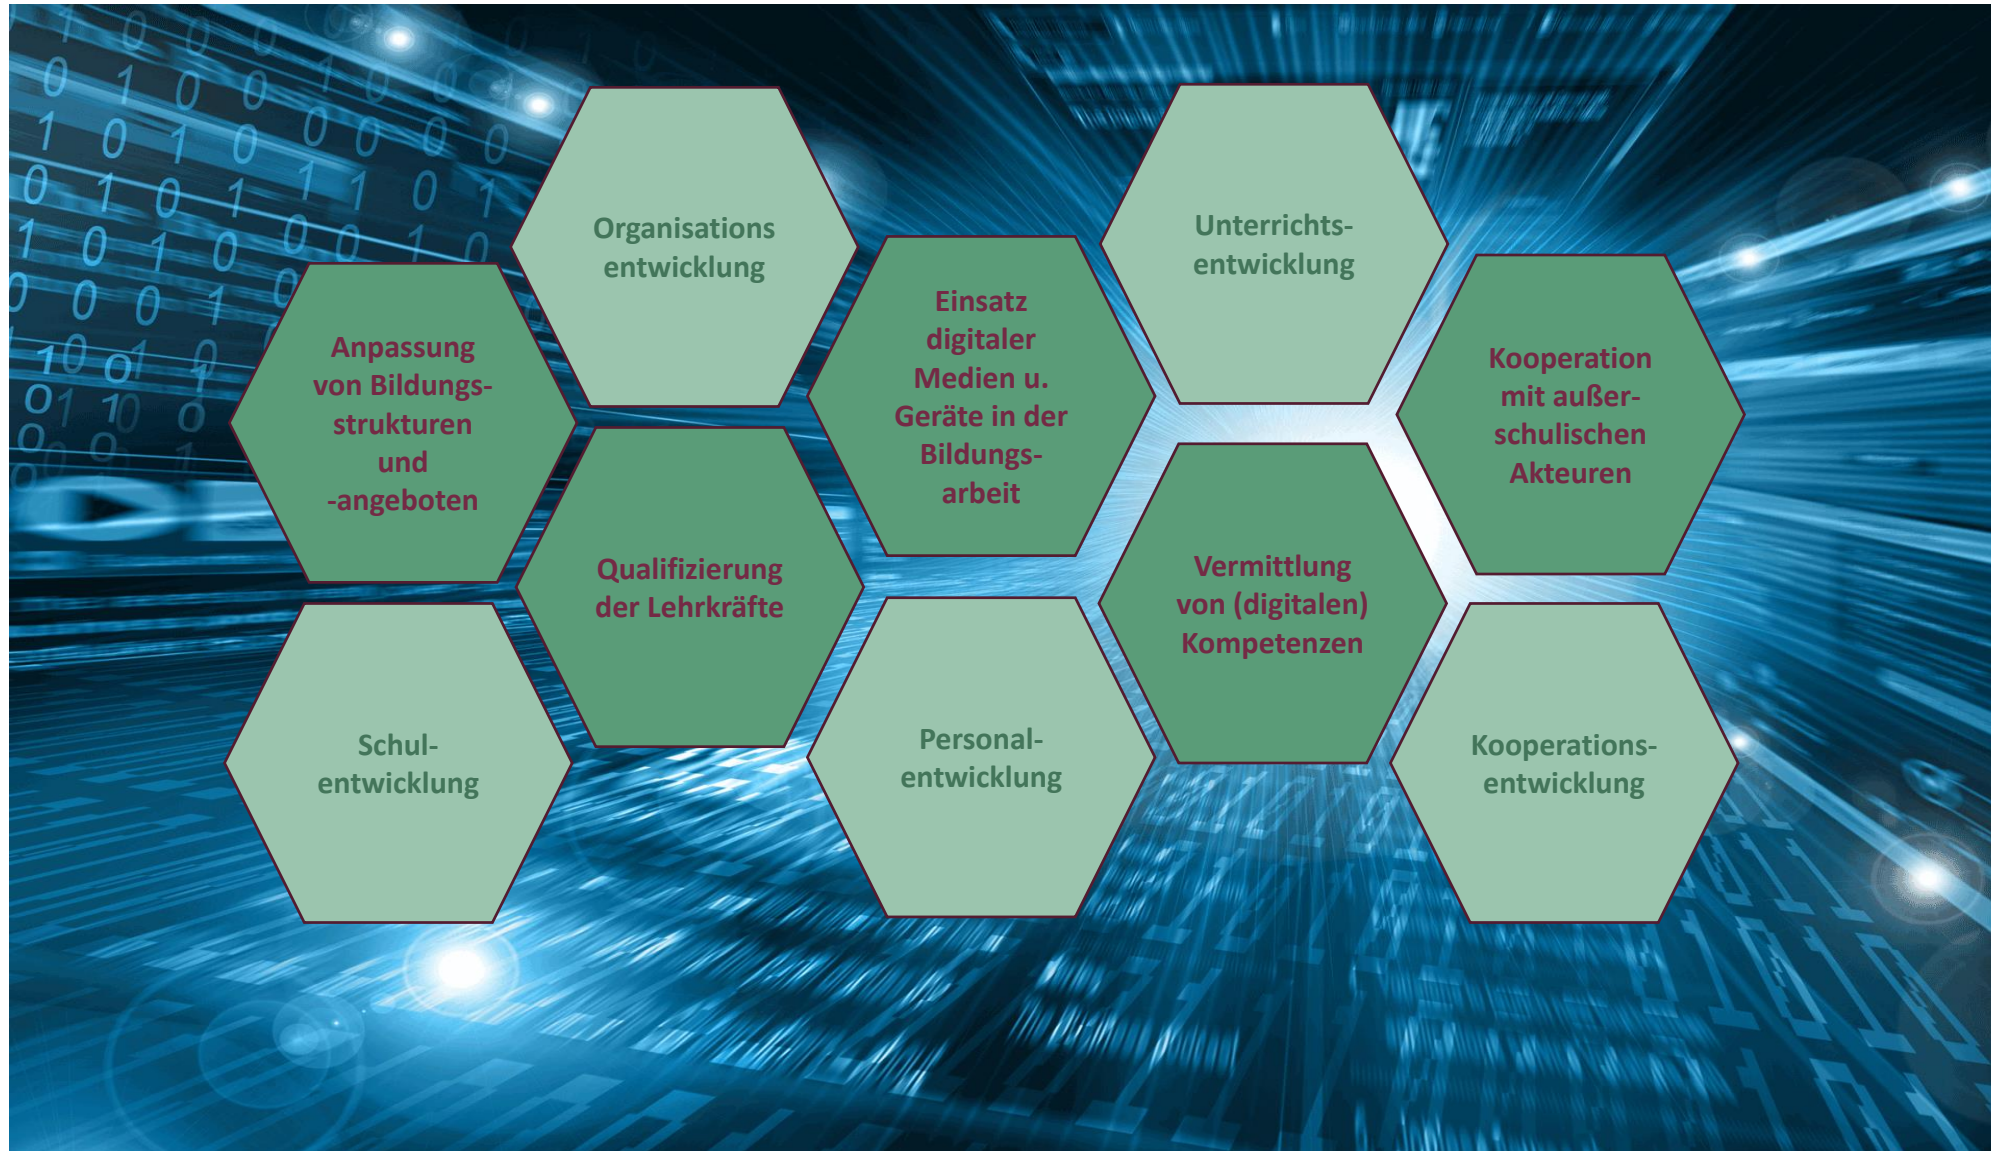 Organisations
entwicklung
Unterrichts-
entwicklung
Anpassung
von Bildungs-
strukturen
und
-angeboten
Einsatz
digitaler
Medien u.
Geräte in der
Bildungs-
arbeit
Kooperation
mit außer-
schulischen
Akteuren
Qualifizierung
der Lehrkräfte
Vermittlung
von (digitalen)
Kompetenzen
Schul-
entwicklung
Personal-
entwicklung
Kooperations-
entwicklung